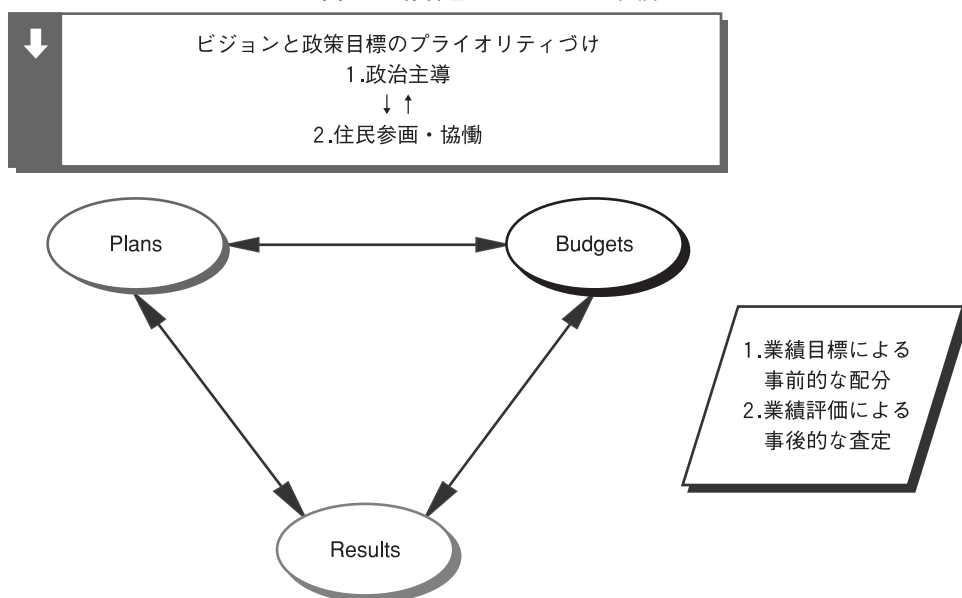 ビジョンと政策目標のプライオリティづけ
1.政治主導
↓↑
2.住民参画・協働
Plans
Budgets
1.業績目標による
事前的な配分
2.業績評価による
事後的な査定
Results